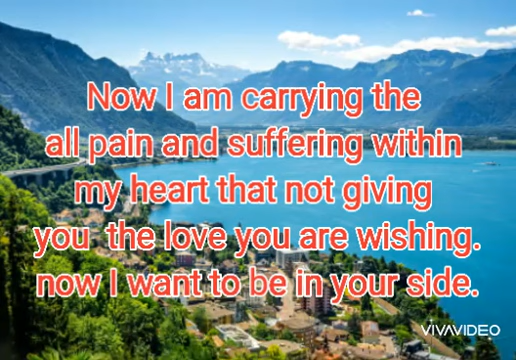 Now I am carrying the
all pain and suffering within
my heart that not giving
you the love you are wishing.
now I want to be in your side.
VIVAVIDEO